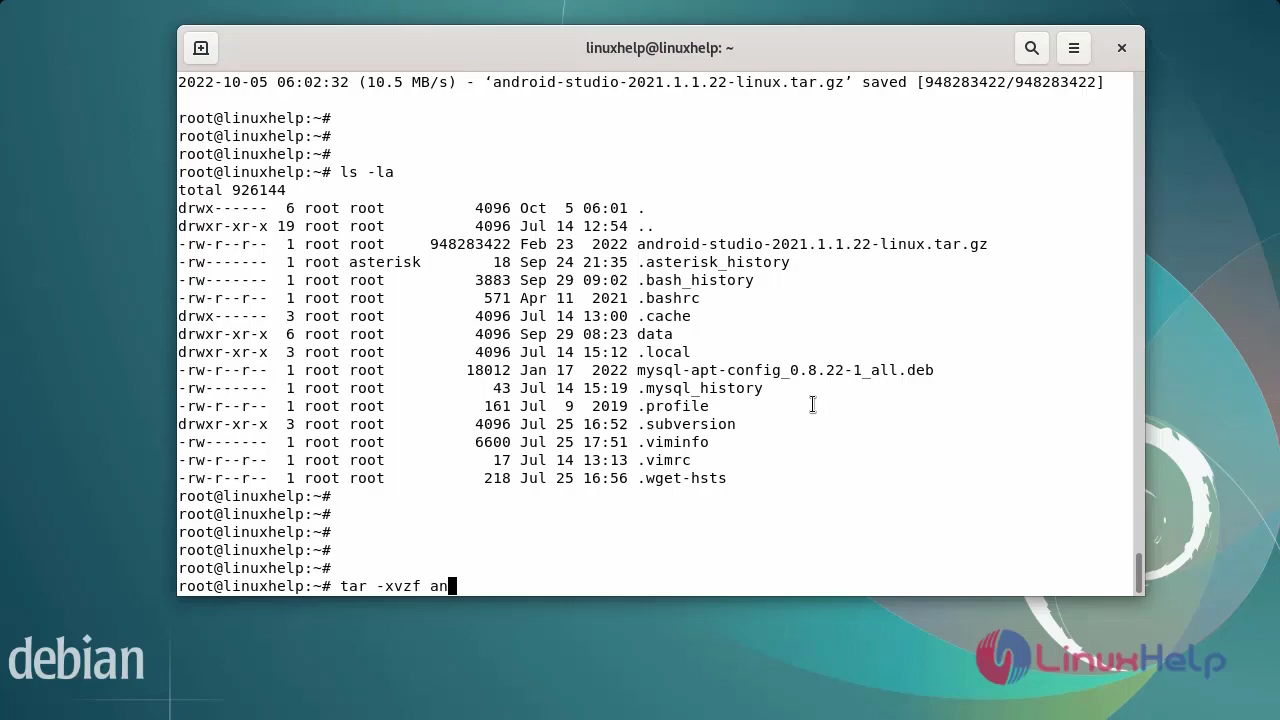 linuxhelp@linuxhelp: ~
2022-10-05 06:02:32 (10.5 MB/s) - ‘android-studio-2021.1.1.22-linux.tar.gz’ saved [948283422/948283422]
root@linuxhelp:~#
root@linuxhelp:~#
root@linuxhelp:~#
root@linuxhelp:~# ls -la
total 926144
drwx------  6 root root          4096 Oct  5 06:01 .
drwxr-xr-x 19 root root          4096 Jul 14 12:54 ..
-rw-r--r--  1 root root     948283422 Feb 23  2022 android-studio-2021.1.1.22-linux.tar.gz
-rw-------  1 root asterisk        18 Sep 24 21:35 .asterisk_history
-rw-------  1 root root          3883 Sep 29 09:02 .bash_history
-rw-r--r--  1 root root           571 Apr 11  2021 .bashrc
drwx------  3 root root          4096 Jul 14 13:00 .cache
drwxr-xr-x  6 root root          4096 Sep 29 08:23 data
drwxr-xr-x  3 root root          4096 Jul 14 15:12 .local
-rw-r--r--  1 root root         18012 Jan 17  2022 mysql-apt-config_0.8.22-1_all.deb
-rw-------  1 root root            43 Jul 14 15:19 .mysql_history
-rw-r--r--  1 root root           161 Jul  9  2019 .profile
drwxr-xr-x  3 root root          4096 Jul 25 16:52 .subversion
-rw-------  1 root root          6600 Jul 25 17:51 .viminfo
-rw-r--r--  1 root root            17 Jul 14 13:13 .vimrc
-rw-r--r--  1 root root           218 Jul 25 16:56 .wget-hsts
root@linuxhelp:~#
root@linuxhelp:~#
root@linuxhelp:~#
root@linuxhelp:~#
root@linuxhelp:~#
root@linuxhelp:~# tar -xvzf an
debian
LinuxHelp